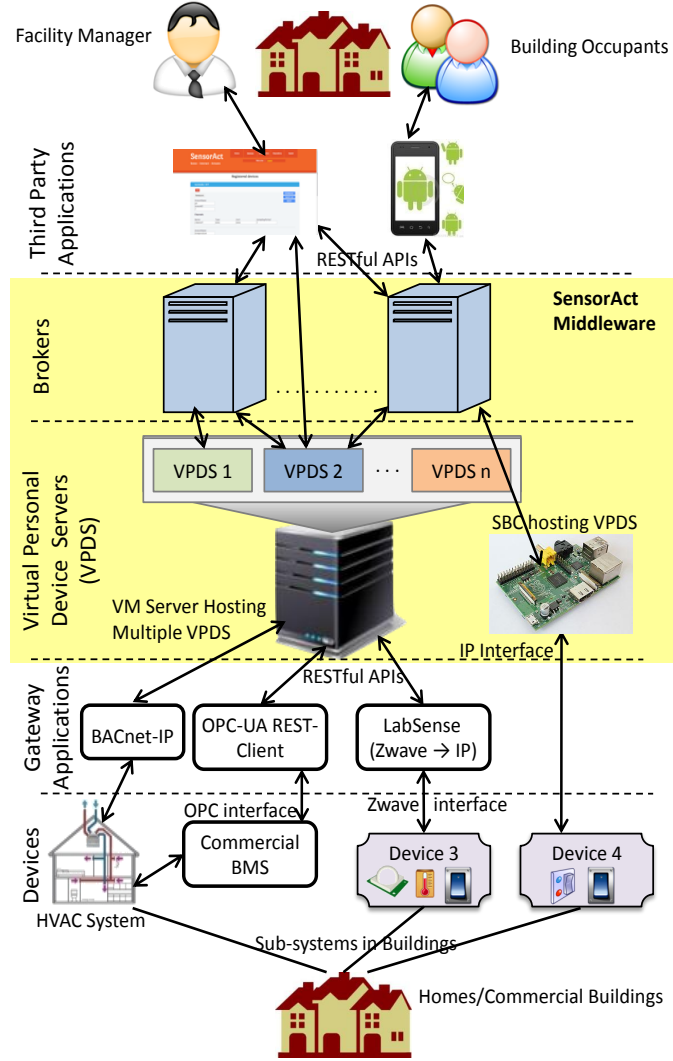 Facility Manager
Building Occupants
Third Party
Applications
SensorAct
Registered Devices
RESTful APIs
SensorAct
Middleware
Brokers
. . . . . . . . . . .
VPDS 1
VPDS 2
. . .
VPDS n
Virtual Personal
Device Servers
(VPDS)
SBC hosting VPDS
VM Server Hosting
Multiple VPDS
IP Interface
RESTful APIs
Gateway
Applications
BACnet-IP
OPC-UA REST-
Client
LabSense
(Zwave → IP)
OPC interface
Zwave interface
Devices
Commercial
BMS
Device 3
Device 4
HVAC System
Sub-systems in Buildings
Homes/Commercial Buildings